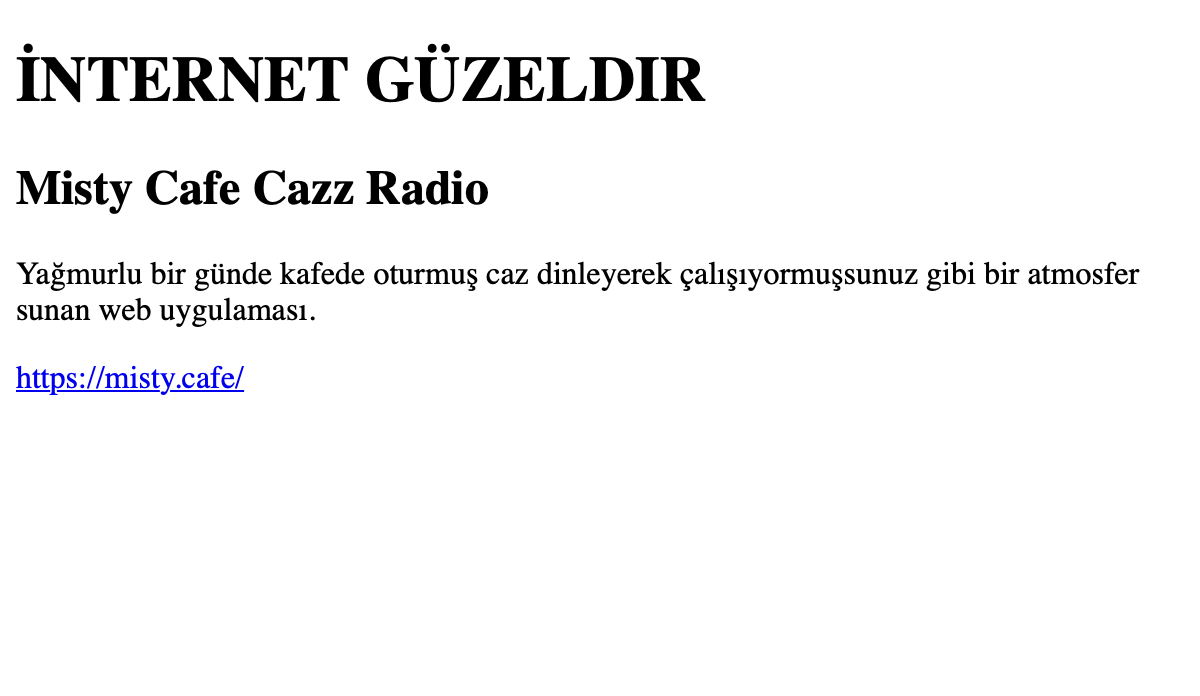 İNTERNET GÜZELDIR
Misty Cafe Cazz Radio
Yağmurlu bir günde kafede oturmuş caz dinleyerek çalışıyormuşsunuz gibi bir atmosfer
sunan web uygulaması.
https://misty.cafe/